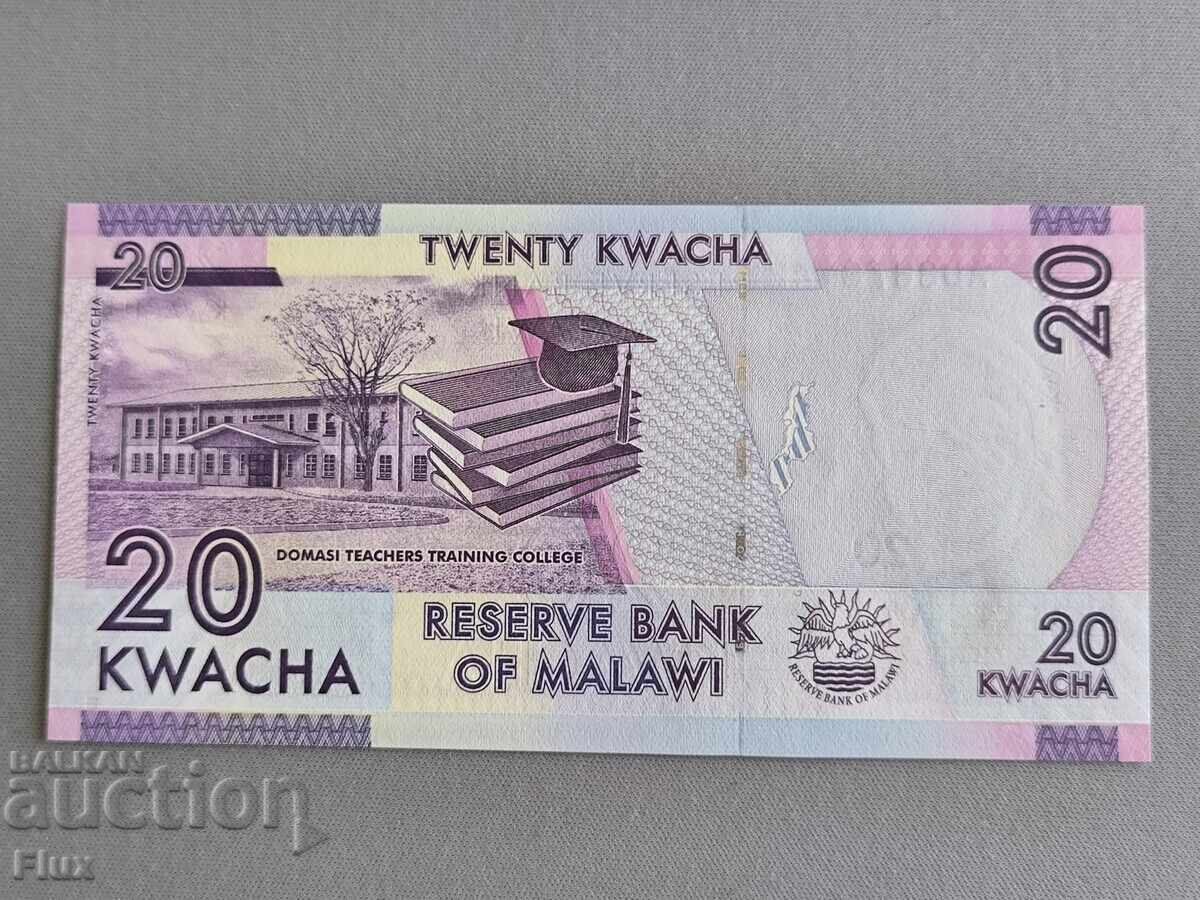 TWENTY KWACHA
20
20
TWENTY KWACHA
DOMASI TEACHERS TRAINING COLLEGE
20
KWACHA
RESERVE BANK
OF MALAWI
RESERVE BANK OF MALAWI
20
KWACHA
BALKAN
auction
Flux